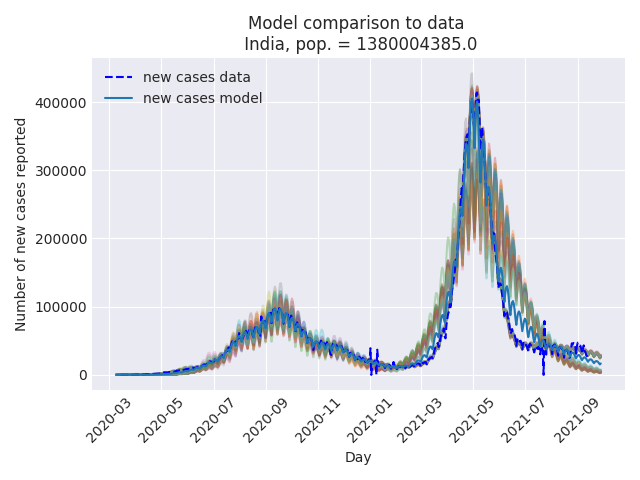 Model comparison to data
India, pop. = 1380004385.0
new cases data
new cases model
Number of new cases reported
400000
300000
200000
100000
0
2020-03
2020-05
2020-07
2020-09
2020-11
2021-01
2021-03
2021-05
2021-07
2021-09
Day